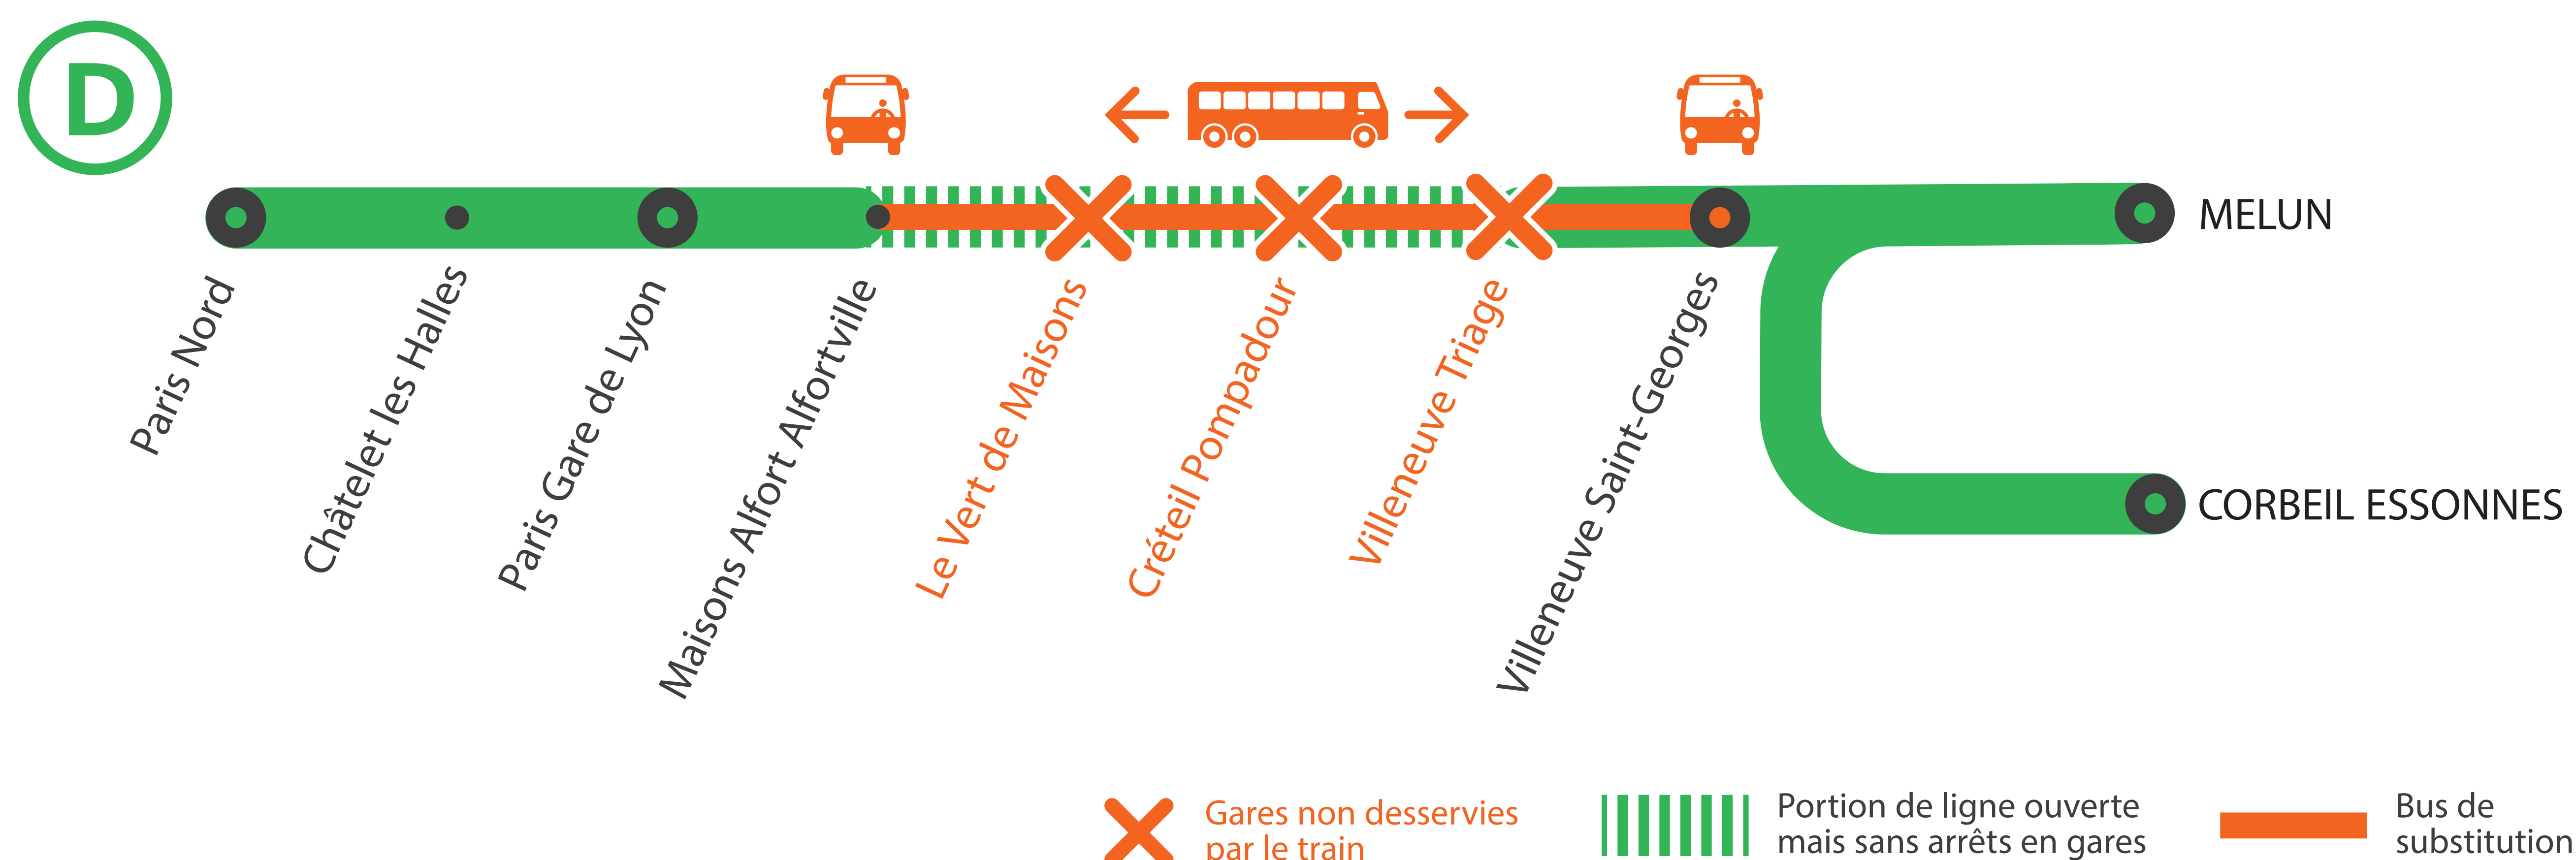 D
Paris Nord
Châtelet les Halles
Paris Gare de Lyon
Maisons Alfort Alfortville
Le Vert de Maisons
Créteil Pompadour
Villeneuve Triage
Villeneuve Saint-Georges
MELUN
CORBEIL ESSONNES
Gares non desservies
par le train
Portion de ligne ouverte
mais sans arrêts en gares
Bus de
substitution